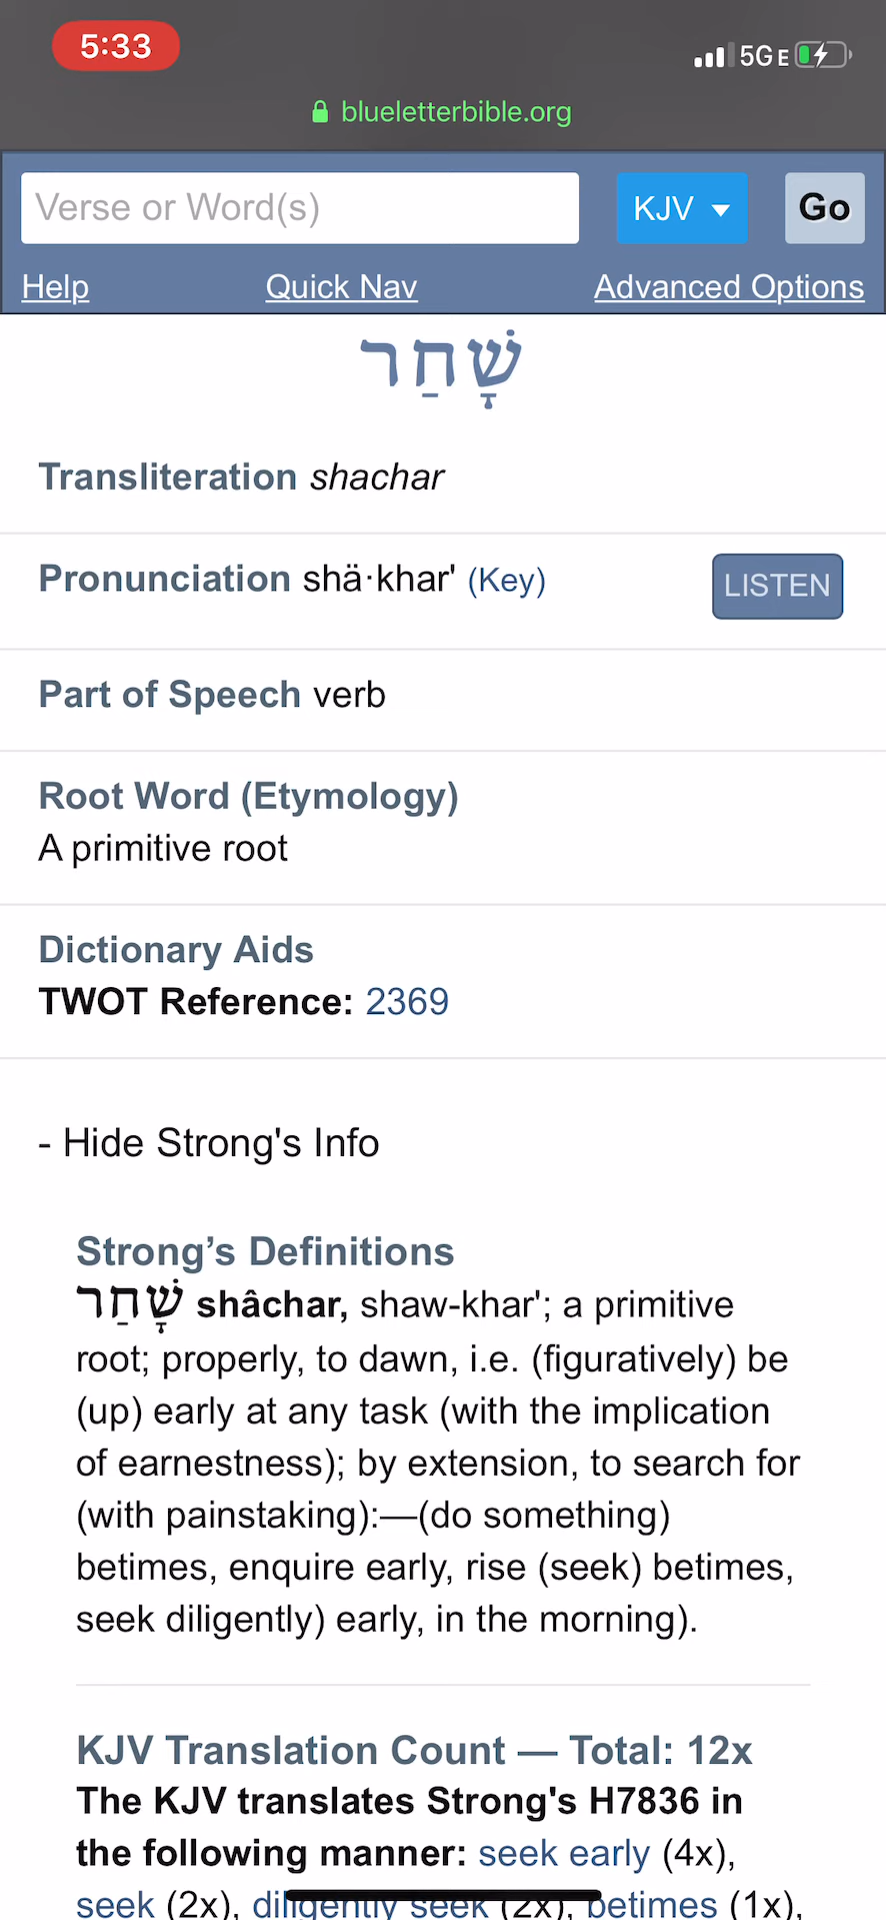 5:33
5GE
blueletterbible.org
Verse or Word(s)
KJV
Go
Help Quick Nav Advanced Options
שָׁחַר
Transliteration shachar
Pronunciation shä·khar' (Key)
LISTEN
Part of Speech verb
Root Word (Etymology)
A primitive root
Dictionary Aids
TWOT Reference: 2369
- Hide Strong's Info
Strong’s Definitions
שָׁחַר shâchar, shaw-khar'; a primitive
root; properly, to dawn, i.e. (figuratively) be
(up) early at any task (with the implication
of earnestness); by extension, to search for
(with painstaking):—(do something)
betimes, enquire early, rise (seek) betimes,
seek diligently) early, in the morning).
KJV Translation Count — Total: 12x
The KJV translates Strong's H7836 in
the following manner: seek early (4x),
seek (2x), diligently seek (2x), betimes (1x),